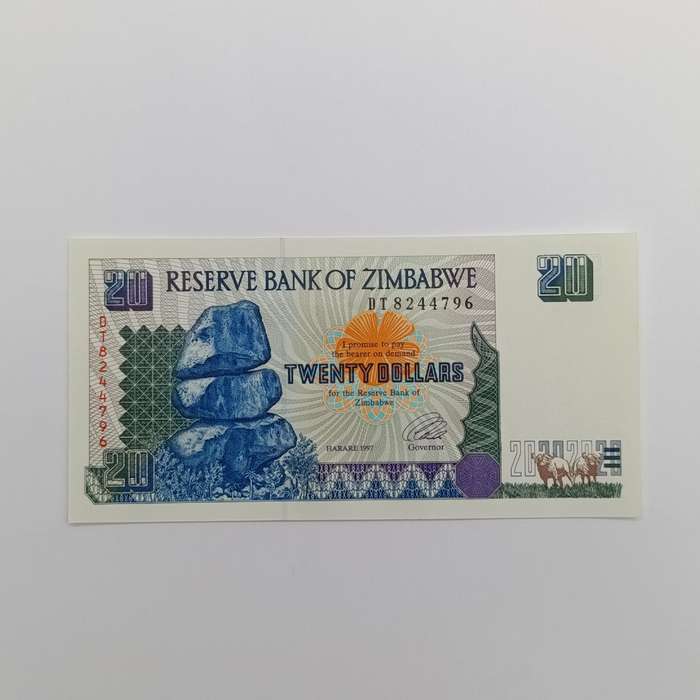 20 RESERVE BANK OF ZIMBABWE 20
DT8244796
DT8244796
I promise to pay
the bearer on demand
TWENTY DOLLARS
for the Reserve Bank of
Zimbabwe
HARARE 1997 Governor
20